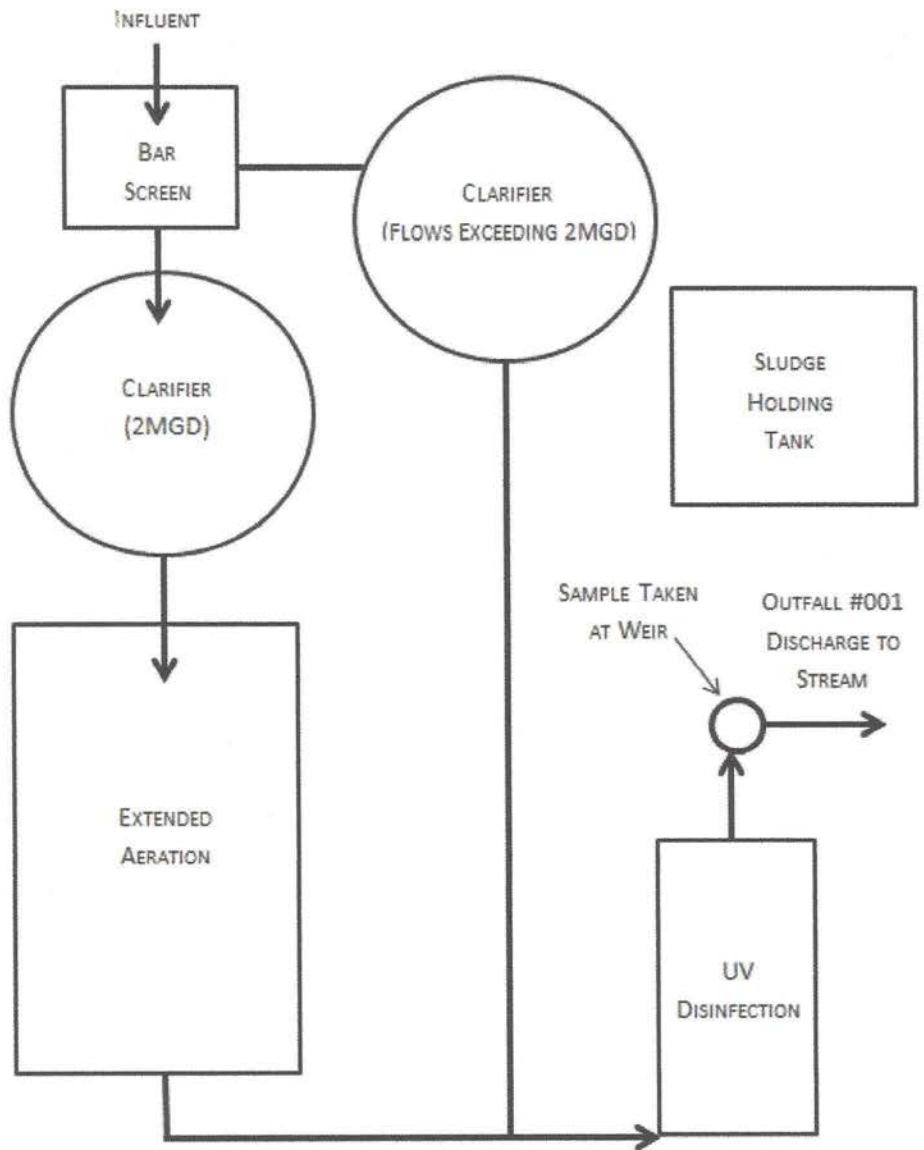 INFLUENT
BAR
SCREEN
CLARIFIER
(FLOWS EXCEEDING 2MGD)
CLARIFIER
(2MGD)
SLUDGE
HOLDING
TANK
SAMPLE TAKEN
AT WEIR
OUTFALL #001
DISCHARGE TO
STREAM
EXTENDED
AERATION
UV
DISINFECTION